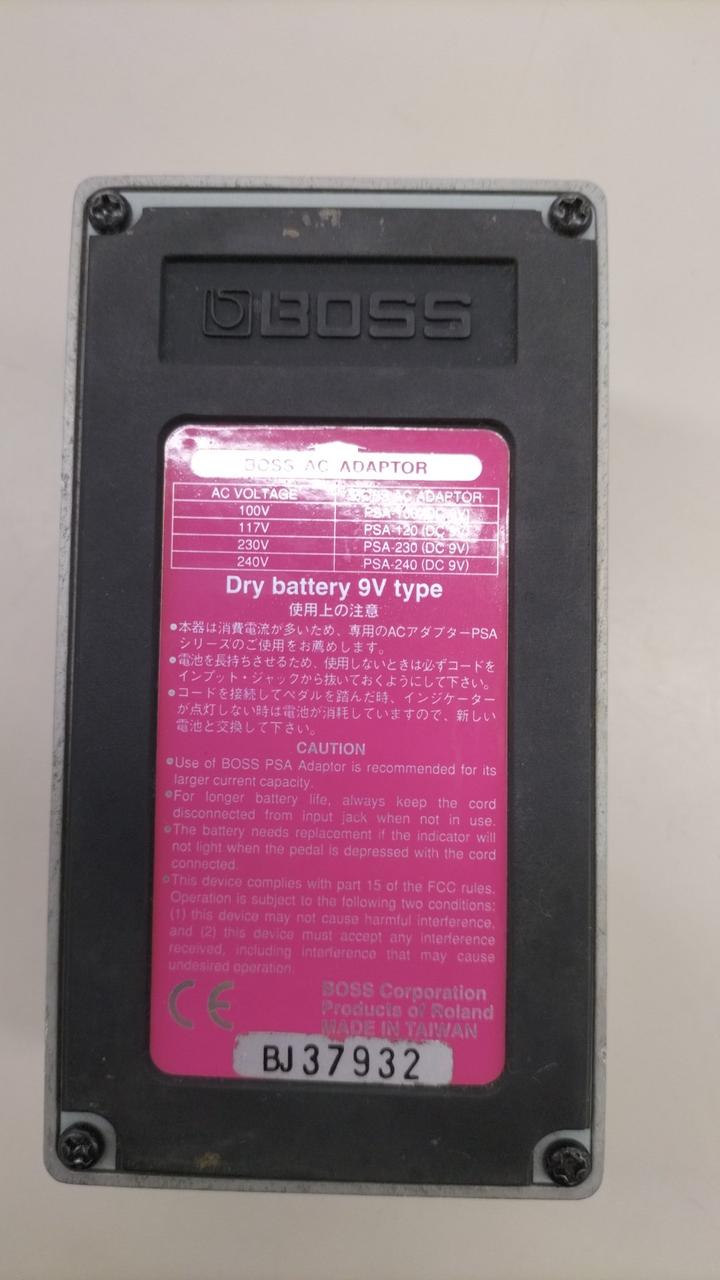 BOSS
BOSS AC ADAPTOR
AC VOLTAGE BOSS AC ADAPTOR
100V PSA-100 (DC 9V)
117V PSA-120 (DC 9V)
230V PSA-230 (DC 9V)
240V PSA-240 (DC 9V)
Dry battery 9V type
使用上の注意
●本器は消費電流が多いため、専用のACアダプターPSA
シリーズのご使用をお薦めします。
●電池を長持ちさせるため、使用しないときは必ずコードを
インプット・ジャックから抜いておくようにして下さい。
●コードを接続してペダルを踏んだ時、インジケーター
が点灯しない時は電池が消耗していますので、新しい
電池と交換して下さい。
CAUTION
●Use of BOSS PSA Adaptor is recommended for its
larger current capacity.
●For longer battery life, always keep the cord
disconnected from input jack when not in use.
●The battery needs replacement if the indicator will
not light when the pedal is depressed with the cord
connected.
●This device complies with part 15 of the FCC rules.
Operation is subject to the following two conditions:
(1) this device may not cause harmful interference,
and (2) this device must accept any interference
received, including interference that may cause
undesired operation.
CE
BOSS Corporation
Products of Roland
MADE IN TAIWAN
BJ37932